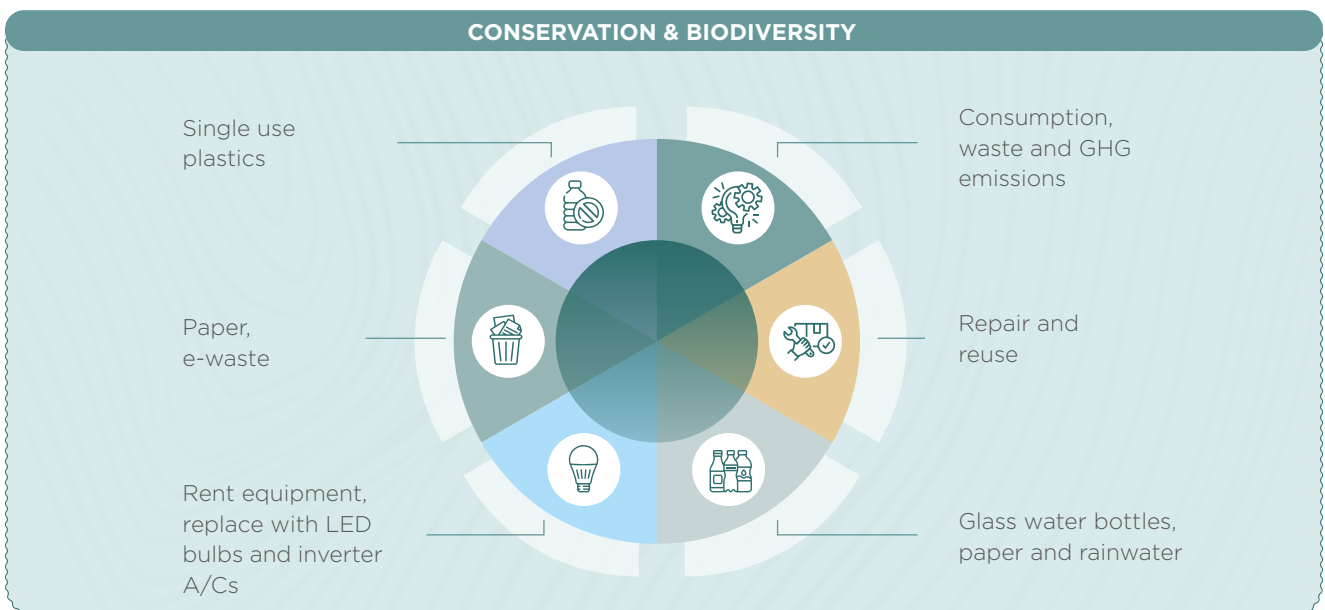 CONSERVATION & BIODIVERSITY
Single use
plastics
Consumption,
waste and GHG
emissions
Paper,
e-waste
Repair and
reuse
Rent equipment,
replace with LED
bulbs and inverter
A/Cs
Glass water bottles,
paper and rainwater